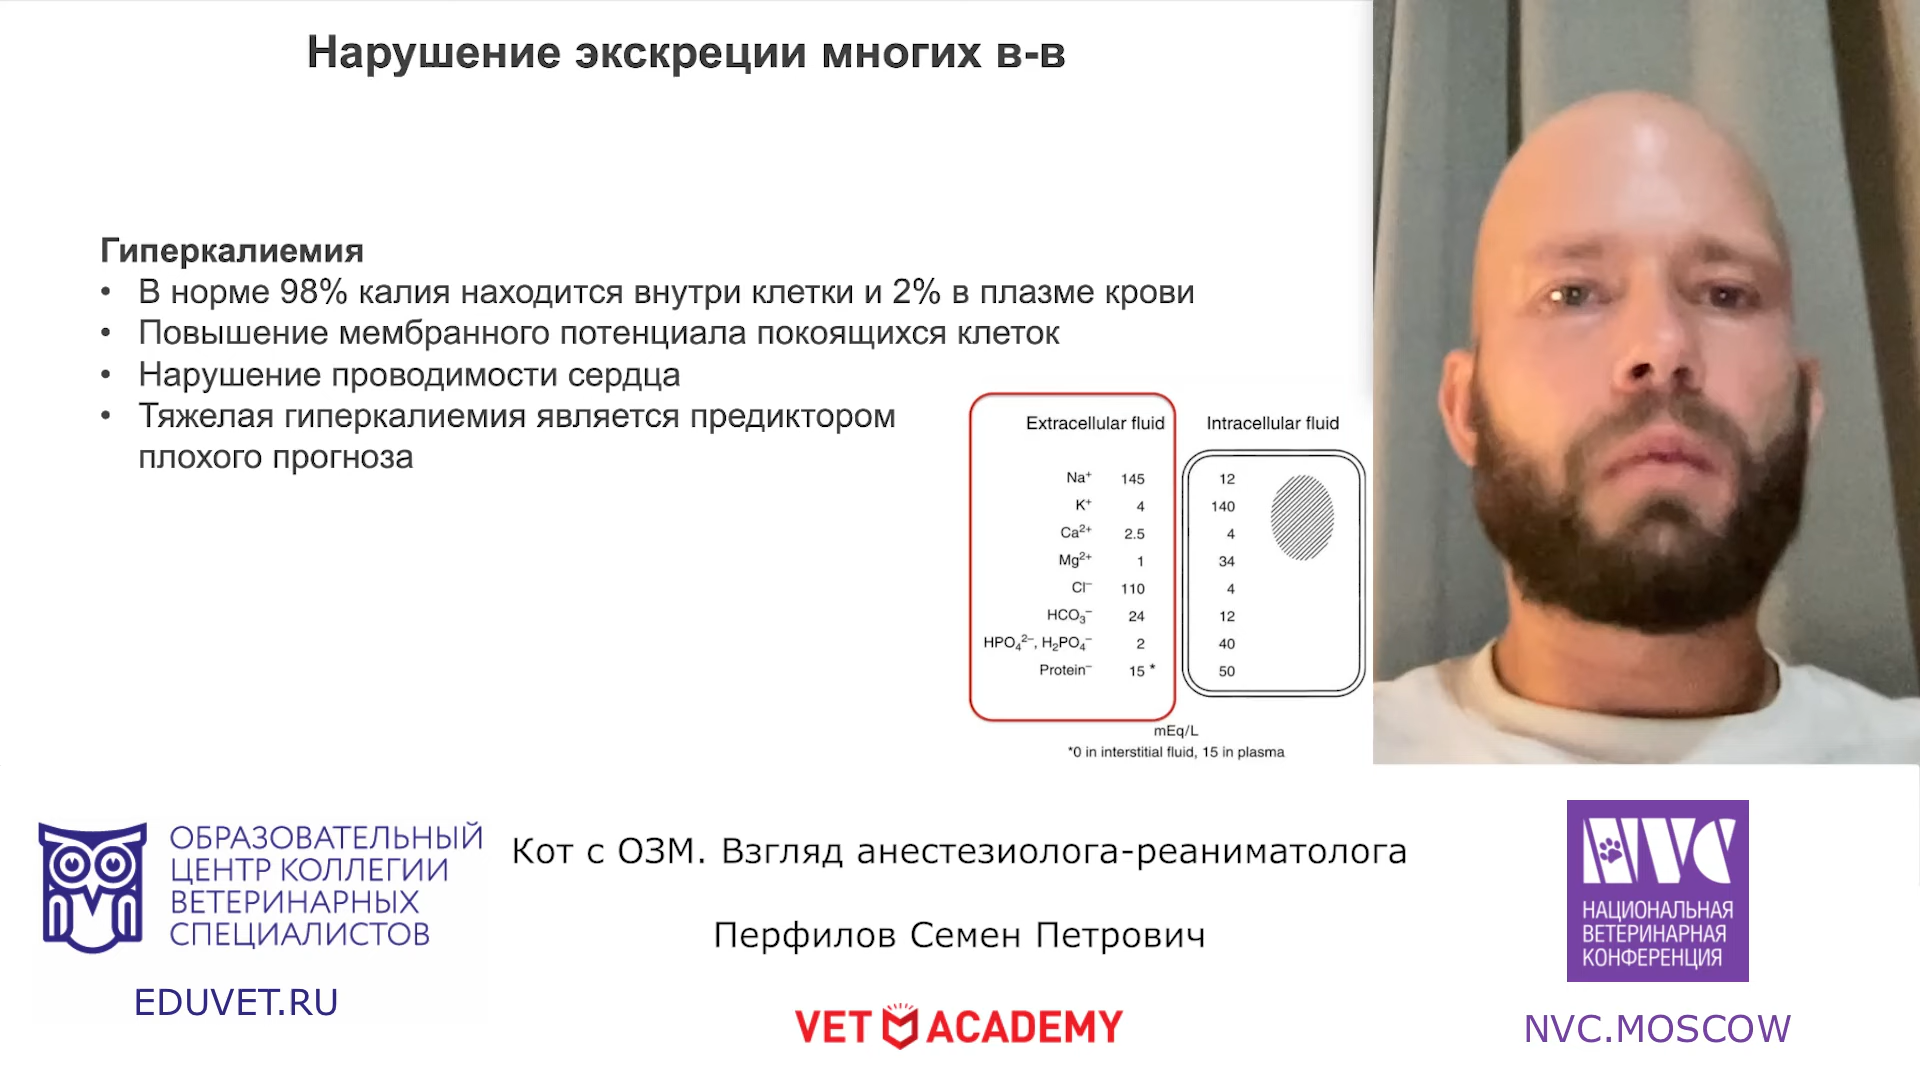 Нарушение экскреции многих в-в
Гиперкалиемия
• В норме 98% калия находится внутри клетки и 2% в плазме крови
• Повышение мембранного потенциала покоящихся клеток
• Нарушение проводимости сердца
• Тяжелая гиперкалиемия является предиктором
плохого прогноза
Extracellular fluid Intracellular fluid
Na⁺ 145 12
K⁺ 4 140
Ca²⁺ 2.5 4
Mg²⁺ 1 34
Cl⁻ 110 4
HCO₃⁻ 24 12
HPO₄²⁻, H₂PO₄⁻ 2 40
Protein⁻ 15 * 50
mEq/L
*0 in interstitial fluid, 15 in plasma
ОБРАЗОВАТЕЛЬНЫЙ
ЦЕНТР КОЛЛЕГИИ
ВЕТЕРИНАРНЫХ
СПЕЦИАЛИСТОВ
EDUVET.RU
Кот с ОЗМ. Взгляд анестезиолога-реаниматолога
Перфилов Семен Петрович
VET ACADEMY
NVC
НАЦИОНАЛЬНАЯ
ВЕТЕРИНАРНАЯ
КОНФЕРЕНЦИЯ
NVC.MOSCOW